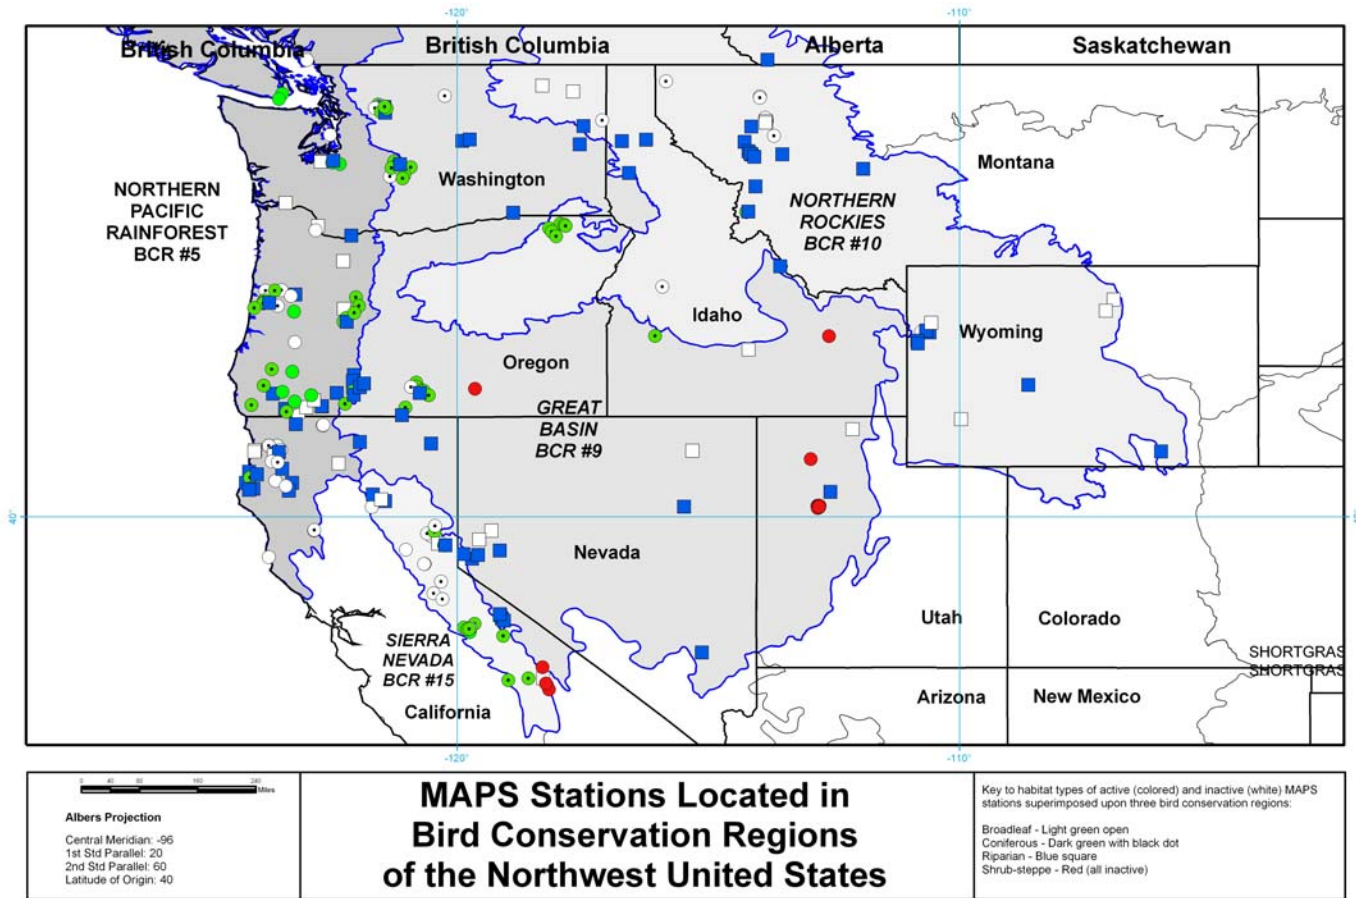 -120°
-110°
British Columbia
British Columbia
Alberta
Saskatchewan
Montana
NORTHERN
PACIFIC
RAINFOREST
BCR #5
Washington
NORTHERN
ROCKIES
BCR #10
Idaho
Wyoming
Oregon
GREAT
BASIN
BCR #9
40°
Nevada
Utah
Colorado
SIERRA
NEVADA
BCR #15
SHORTGRAS
SHORTGRAS
California
Arizona
New Mexico
-120°
-110°
0 40 80 160 240
Miles
Albers Projection
Central Meridian: -96
1st Std Parallel: 20
2nd Std Parallel: 60
Latitude of Origin: 40
MAPS Stations Located in
Bird Conservation Regions
of the Northwest United States
Key to habitat types of active (colored) and inactive (white) MAPS
stations superimposed upon three bird conservation regions:
Broadleaf - Light green open
Coniferous - Dark green with black dot
Riparian - Blue square
Shrub-steppe - Red (all inactive)